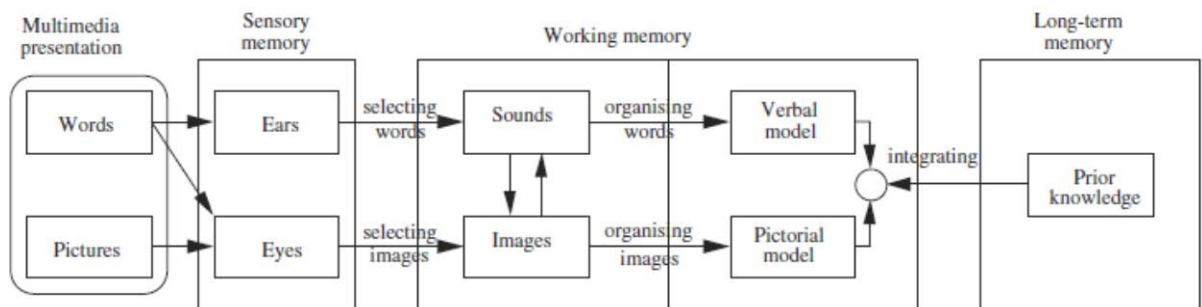 Multimedia
presentation
Sensory
memory
Working memory
Long-term
memory
Words
Ears
selecting
words
Sounds
organising
words
Verbal
model
integrating
Prior
knowledge
Pictures
Eyes
selecting
images
Images
organising
images
Pictorial
model